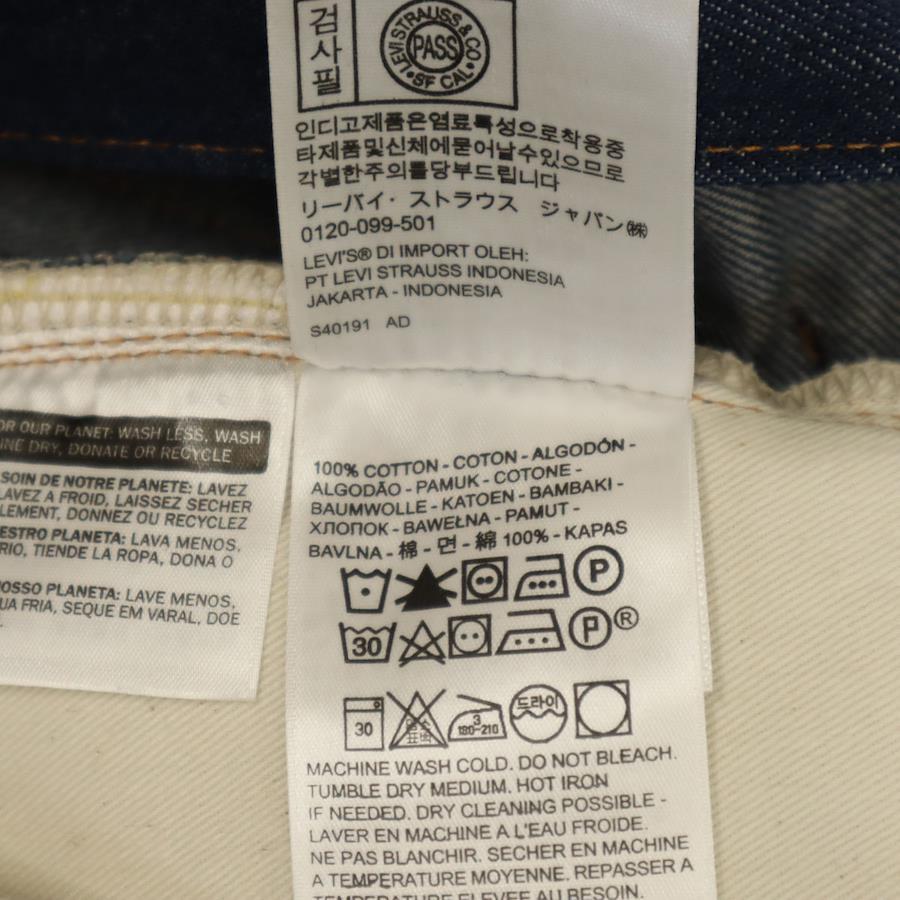 검사필
LEVI STRAUSS & CO
PASS
SF CAL
인디고제품은염료특성으로착용중
타제품및신체에묻어날수있으므로
각별한주의를당부드립니다
リーバイ・ストラウス ジャパン㈱
0120-099-501
LEVI'S® DI IMPORT OLEH:
PT LEVI STRAUSS INDONESIA
JAKARTA - INDONESIA
S40191 AD
OR OUR PLANET: WASH LESS, WASH
INE DRY, DONATE OR RECYCLE
SOIN DE NOTRE PLANETE: LAVEZ
LAVEZ A FROID, LAISSEZ SECHER
LEMENT, DONNEZ OU RECYCLEZ
ESTRO PLANETA: LAVA MENOS,
RIO, TIENDE LA ROPA, DONA O
NOSSO PLANETA: LAVE MENOS,
UA FRIA, SEQUE EM VARAL, DOE
100% COTTON - COTON - ALGODÓN -
ALGODÃO - PAMUK - COTONE -
BAUMWOLLE - KATOEN - BAMBAKI -
ХЛОПОК - BAWEŁNA - PAMUT -
BAVLNA - 棉 - 면 - 綿 100% - KAPAS
P
30 P ®
30 3 180-210 드라이
MACHINE WASH COLD. DO NOT BLEACH.
TUMBLE DRY MEDIUM. HOT IRON
IF NEEDED. DRY CLEANING POSSIBLE -
LAVER EN MACHINE A L'EAU FROIDE.
NE PAS BLANCHIR. SECHER EN MACHINE
A TEMPERATURE MOYENNE. REPASSER A
TEMPERATURE ELEVEE AU BESOIN.